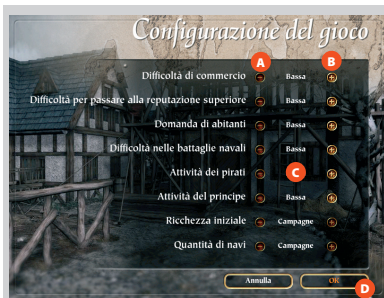 Configurazione del gioco
A B
Difficoltà di commercio Bassa
Difficoltà per passare alla reputazione superiore Bassa
Domanda di abitanti Bassa
Difficoltà nelle battaglie navali Bassa
Attività dei pirati C
Attività del principe Bassa
Ricchezza iniziale Campagne
Quantità di navi Campagne
Annulla OK
D